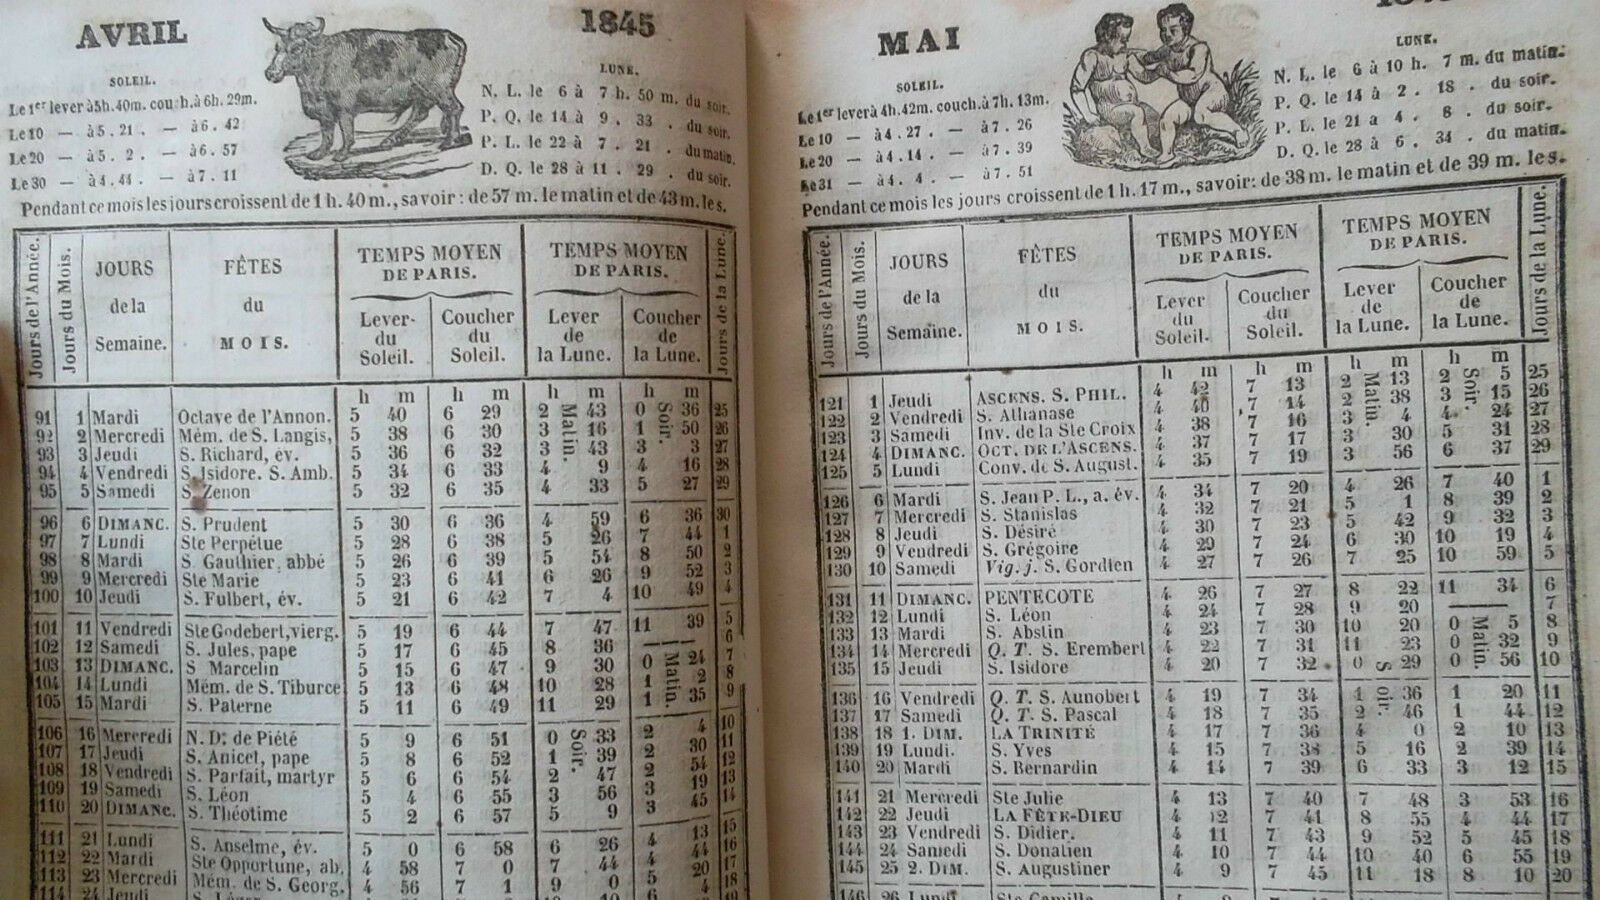 AVRIL
1845
SOLEIL.
Le 1er lever à 5h. 40m. couch. à 6h. 29m.
Le 10 — à 5. 21. — à 6. 42
Le 20 — à 5. 2. — à 6. 57
Le 30 — à 4. 44. — à 7. 11
LUNE.
N. L. le 6 à 7 h. 50 m. du soir.
P. Q. le 14 à 9. 33. du soir.
P. L. le 22 à 7. 21. du matin.
D. Q. le 28 à 11. 29. du soir.
Pendant ce mois les jours croissent de 1 h. 40 m., savoir: de 57 m. le matin et de 43 m. le s.
Jours de l'Année.
Jours du Mois.
JOURS
de la
Semaine.
FÊTES
du
MOIS.
TEMPS MOYEN
DE PARIS.
Lever-
du
Soleil.
Coucher
du
Soleil.
TEMPS MOYEN
DE PARIS.
Lever
de
la Lune.
Coucher
de
la Lune.
Jours de la Lune.
h m h m h m h m
91 1 Mardi Octave de l'Annon. 5 40 6 29 2 43 0 36 25
92 2 Mercredi Mém. de S. Langis, 5 38 6 30 3 16 1 50 26
93 3 Jeudi S. Richard, év. 5 36 6 32 3 43 3 3 27
94 4 Vendredi S. Isidore. S. Amb. 5 34 6 33 4 9 4 16 28
95 5 Samedi S. Zenon 5 32 6 35 4 33 5 27 29
Matin.
Soir.
96 6 DIMANC. S. Prudent 5 30 6 36 4 59 6 36 30
97 7 Lundi Ste Perpétue 5 28 6 38 5 26 7 44 1
98 8 Mardi S. Gauthier, abbé 5 26 6 39 5 54 8 50 2
99 9 Mercredi Ste Marie 5 23 6 41 6 26 9 52 3
100 10 Jeudi S. Fulbert, év. 5 21 6 42 7 4 10 49 4
101 11 Vendredi Ste Godebert, vierg. 5 19 6 44 7 47 11 39 5
102 12 Samedi S. Jules, pape 5 17 6 45 8 36 — 6
103 13 DIMANC. S. Marcelin 5 15 6 47 9 30 0 24 7
104 14 Lundi Mém. de S. Tiburce 5 13 6 48 10 28 1 2 8
105 15 Mardi S. Paterne 5 11 6 49 11 29 1 35 9
Matin.
106 16 Mercredi N. D. de Piété 5 9 6 51 0 33 2 4 10
107 17 Jeudi S. Anicet, pape 5 8 6 52 1 39 2 30 11
108 18 Vendredi S. Parfait, martyr 5 6 6 54 2 47 2 54 12
109 19 Samedi S. Léon 5 4 6 55 3 56 3 19 13
110 20 DIMANC. S. Théotime 5 2 6 57 5 9 3 45 14
Soir.
111 21 Lundi S. Anselme, év. 5 0 6 58 6 26 4 13 15
112 22 Mardi Ste Opportune, ab. 4 58 7 0 7 44 4 44 16
113 23 Mercredi Mém. de S. Georg. 4 56 7 1 9 0 5 20 17
114 24 Jeudi 6 4 18
MAI
SOLEIL.
Le 1er lever à 4h. 42m. couch. à 7h. 13m.
Le 10 — à 4. 27. — à 7. 26
Le 20 — à 4. 14. — à 7. 39
Le 31 — à 4. 4. — à 7. 51
LUNE.
N. L. le 6 à 10 h. 7 m. du matin.
P. Q. le 14 à 2. 18. du soir.
P. L. le 21 a 4. 8. du soir.
D. Q. le 28 à 6. 34. du matin.
Pendant ce mois les jours croissent de 1 h. 17 m., savoir: de 38 m. le matin et de 39 m. le s.
Jours de l'Année.
Jours du Mois.
JOURS
de la
Semaine.
FÊTES
du
MOIS.
TEMPS MOYEN
DE PARIS.
Lever
du
Soleil.
Coucher
du
Soleil.
TEMPS MOYEN
DE PARIS.
Lever
de
la Lune.
Coucher
de
la Lune.
Jours de la Lune.
h m h m h m h m
121 1 Jeudi ASCENS. S. PHIL. 4 42 7 13 2 13 2 5 25
122 2 Vendredi S. Athanase 4 40 7 14 2 38 3 15 26
123 3 Samedi Inv. de la Ste Croix 4 38 7 16 3 4 4 24 27
124 4 DIMANC. OCT. DE L'ASCENS. 4 37 7 17 3 30 5 31 28
125 5 Lundi Conv. de S. August. 4 35 7 19 3 56 6 37 29
Matin.
Soir.
126 6 Mardi S. Jean P. L., a. év. 4 34 7 20 4 26 7 40 1
127 7 Mercredi S. Stanislas 4 32 7 21 5 1 8 39 2
128 8 Jeudi S. Désiré 4 30 7 23 5 42 9 32 3
129 9 Vendredi S. Grégoire 4 29 7 24 6 30 10 19 4
130 10 Samedi Vig. j. S. Gordien 4 27 7 26 7 25 10 59 5
131 11 DIMANC. PENTECOTE 4 26 7 27 8 22 11 34 6
132 12 Lundi S. Léon 4 24 7 28 9 20 — 7
133 13 Mardi S. Abstin 4 23 7 30 10 20 0 5 8
134 14 Mercredi Q. T. S. Erembert 4 22 7 31 11 23 0 32 9
135 15 Jeudi S. Isidore 4 20 7 32 0 29 0 56 10
Matin.
136 16 Vendredi Q. T. S. Aunobert 4 19 7 34 1 36 1 20 11
137 17 Samedi Q. T. S. Pascal 4 18 7 35 2 46 1 44 12
138 18 1. DIM. LA TRINITÉ 4 17 7 36 4 0 2 10 13
139 19 Lundi. S. Yves 4 15 7 38 5 16 2 39 14
140 20 Mardi S. Bernardin 4 14 7 39 6 33 3 12 15
Soir.
141 21 Mercredi Ste Julie 4 13 7 40 7 48 3 53 16
142 22 Jeudi LA FÊTE-DIEU 4 12 7 41 8 55 4 44 17
143 23 Vendredi S. Didier. 4 11 7 43 9 52 5 45 18
144 24 Samedi S. Donatien 4 10 7 44 10 40 6 55 19
145 25 2. DIM. S. Augustiner 4 9 7 45 11 18 8 10 20
146 26 Lundi Ste Camille